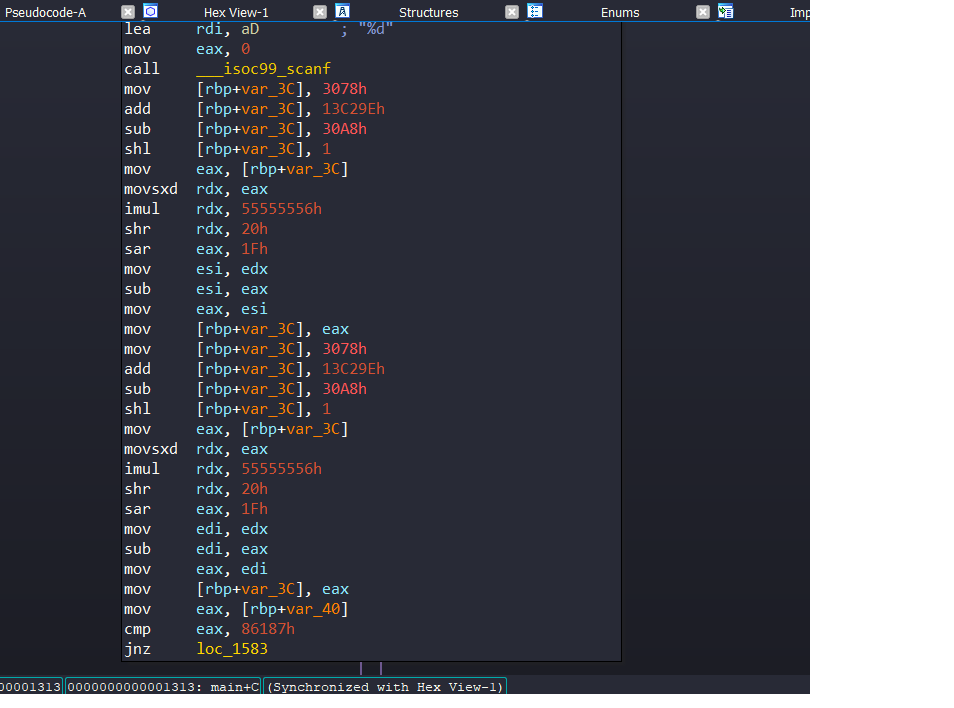 Pseudocode-A Hex View-1 Structures Enums Imp
lea rdi, aD ; "%d"
mov eax, 0
call ___isoc99_scanf
mov [rbp+var_3C], 3078h
add [rbp+var_3C], 13C29Eh
sub [rbp+var_3C], 30A8h
shl [rbp+var_3C], 1
mov eax, [rbp+var_3C]
movsxd rdx, eax
imul rdx, 55555556h
shr rdx, 20h
sar eax, 1Fh
mov esi, edx
sub esi, eax
mov eax, esi
mov [rbp+var_3C], eax
mov [rbp+var_3C], 3078h
add [rbp+var_3C], 13C29Eh
sub [rbp+var_3C], 30A8h
shl [rbp+var_3C], 1
mov eax, [rbp+var_3C]
movsxd rdx, eax
imul rdx, 55555556h
shr rdx, 20h
sar eax, 1Fh
mov edi, edx
sub edi, eax
mov eax, edi
mov [rbp+var_3C], eax
mov eax, [rbp+var_40]
cmp eax, 86187h
jnz loc_1583
00001313 0000000000001313: main+C (Synchronized with Hex View-1)